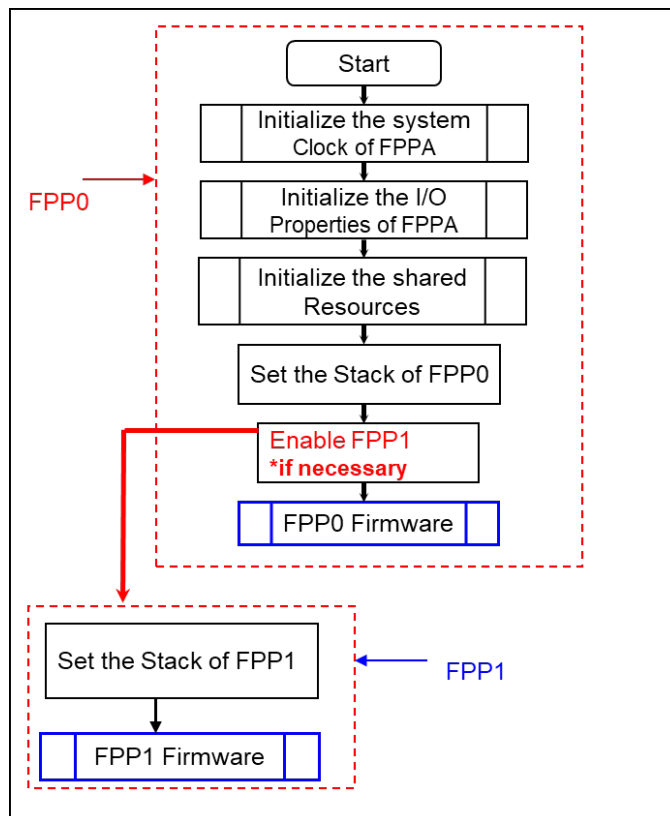 Start
Initialize the system
Clock of FPPA
FPP0
Initialize the I/O
Properties of FPPA
Initialize the shared
Resources
Set the Stack of FPP0
Enable FPP1
*if necessary
FPP0 Firmware
Set the Stack of FPP1
FPP1
FPP1 Firmware